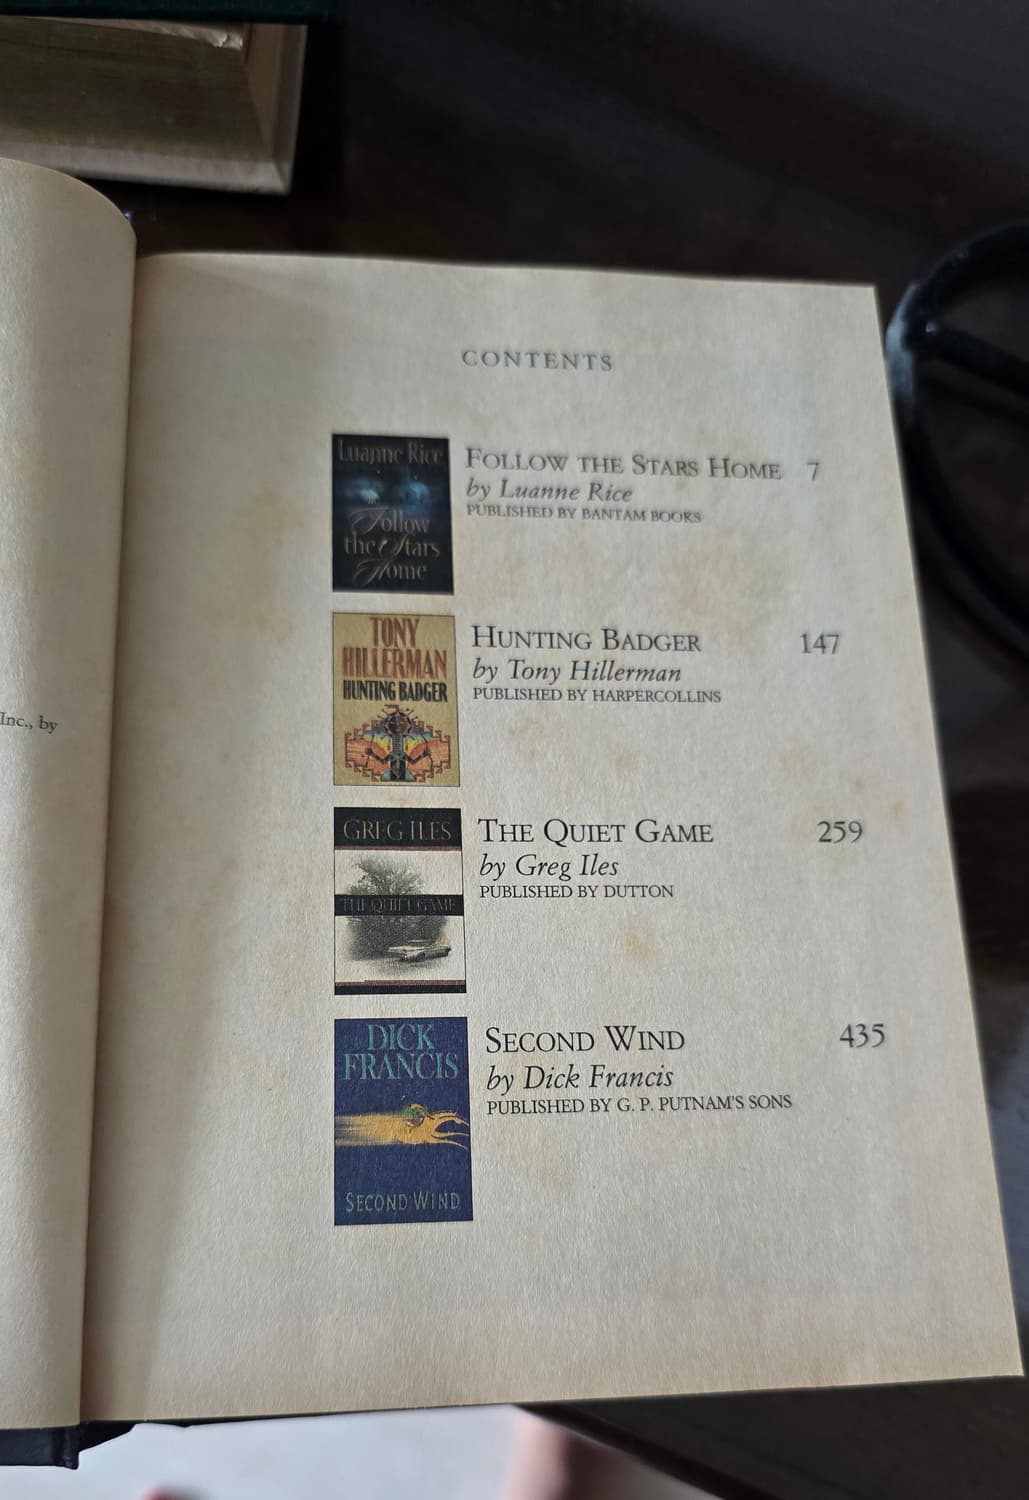 Inc., by
CONTENTS
Luanne Rice
Follow
the Stars
Home
FOLLOW THE STARS HOME 7
by Luanne Rice
PUBLISHED BY BANTAM BOOKS
TONY
HILLERMAN
HUNTING BADGER
HUNTING BADGER 147
by Tony Hillerman
PUBLISHED BY HARPERCOLLINS
GREG ILES
THE QUIET GAME
THE QUIET GAME 259
by Greg Iles
PUBLISHED BY DUTTON
DICK
FRANCIS
SECOND WIND
SECOND WIND 435
by Dick Francis
PUBLISHED BY G. P. PUTNAM'S SONS